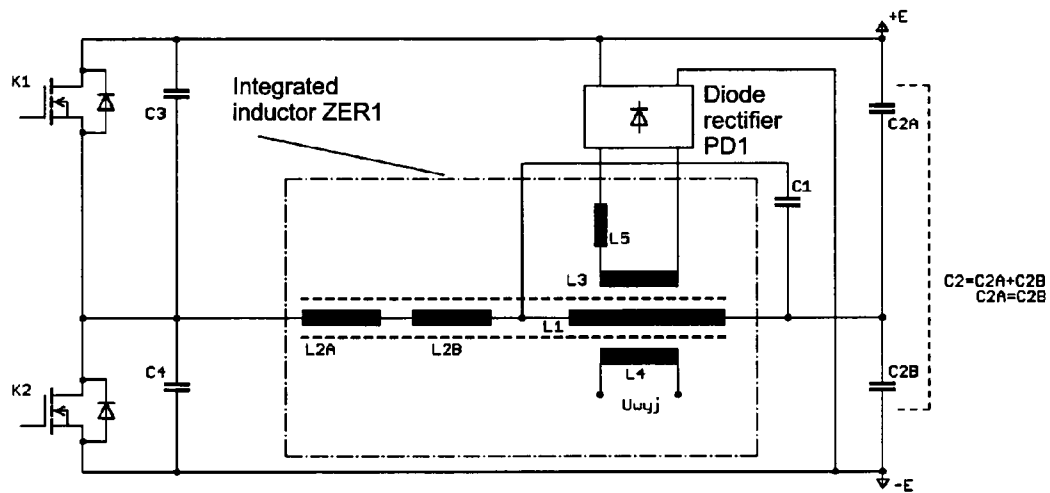 +E
K1
C3
Integrated
inductor ZER1
Diode
rectifier
PD1
C2A
C1
L5
L3
C2=C2A+C2B
C2A=C2B
L1
L2A
L2B
C4
K2
L4
Uwyj
C2B
-E